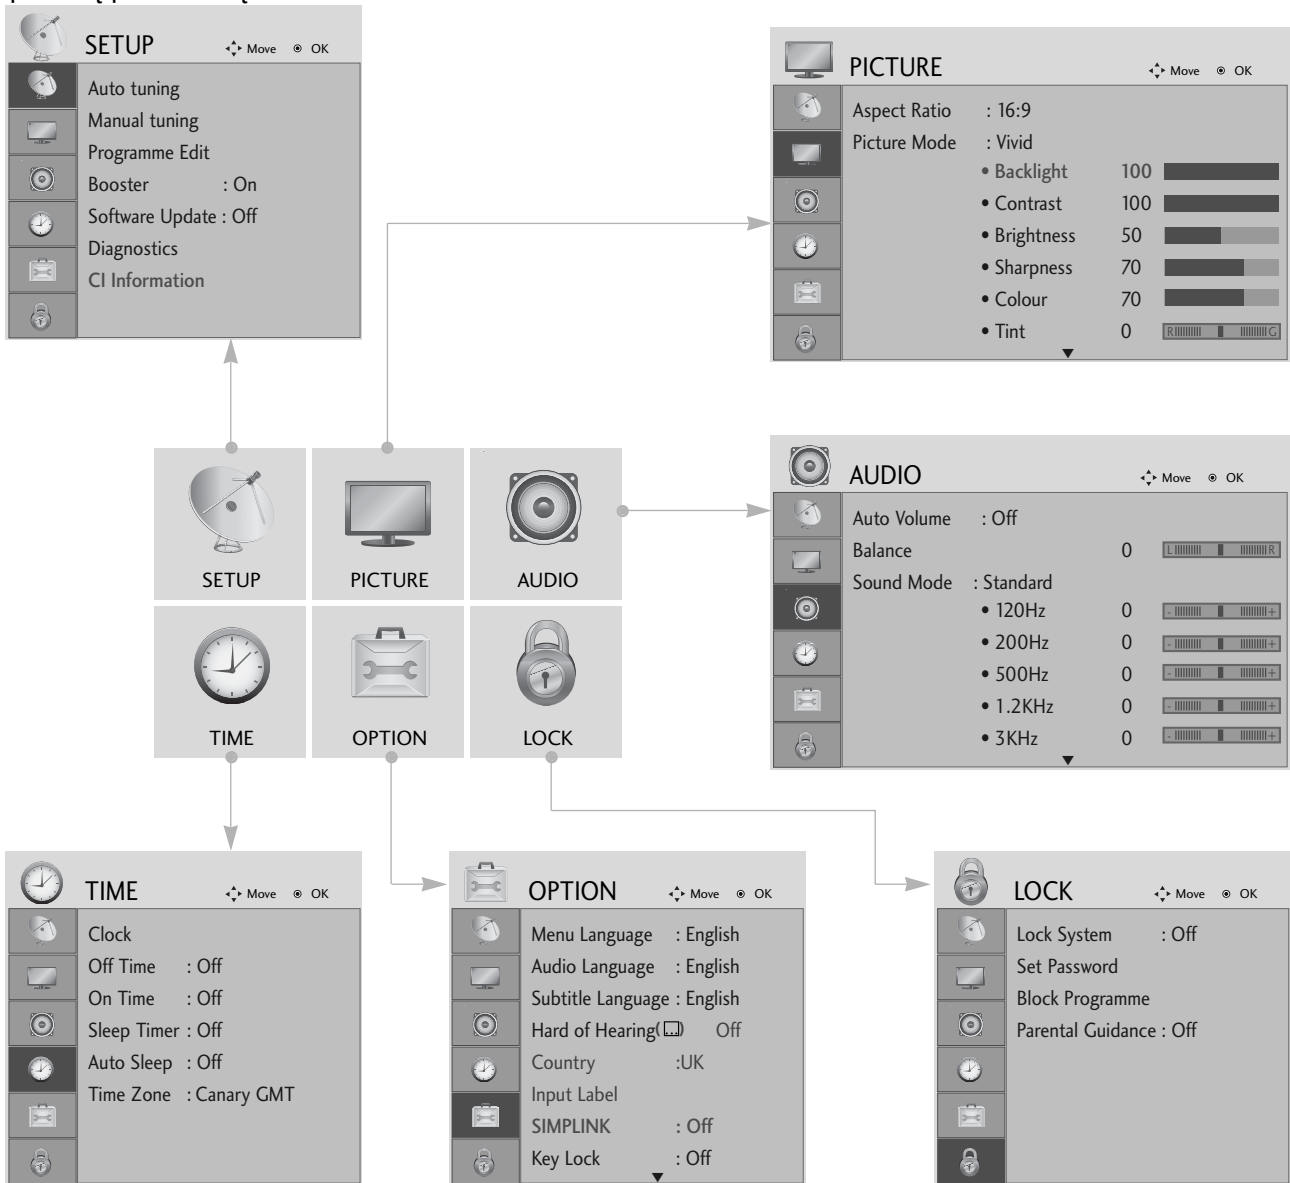 SETUP Move OK
Auto tuning
Manual tuning
Programme Edit
Booster : On
Software Update : Off
Diagnostics
CI Information
PICTURE Move OK
Aspect Ratio : 16:9
Picture Mode : Vivid
• Backlight 100
• Contrast 100
• Brightness 50
• Sharpness 70
• Colour 70
• Tint 0 R G
SETUP
PICTURE
AUDIO
TIME
OPTION
LOCK
AUDIO Move OK
Auto Volume : Off
Balance 0 L R
Sound Mode : Standard
• 120Hz 0 - +
• 200Hz 0 - +
• 500Hz 0 - +
• 1.2KHz 0 - +
• 3KHz 0 - +
TIME Move OK
Clock
Off Time : Off
On Time : Off
Sleep Timer : Off
Auto Sleep : Off
Time Zone : Canary GMT
OPTION Move OK
Menu Language : English
Audio Language : English
Subtitle Language : English
Hard of Hearing( ) Off
Country :UK
Input Label
SIMPLINK : Off
Key Lock : Off
LOCK Move OK
Lock System : Off
Set Password
Block Programme
Parental Guidance : Off